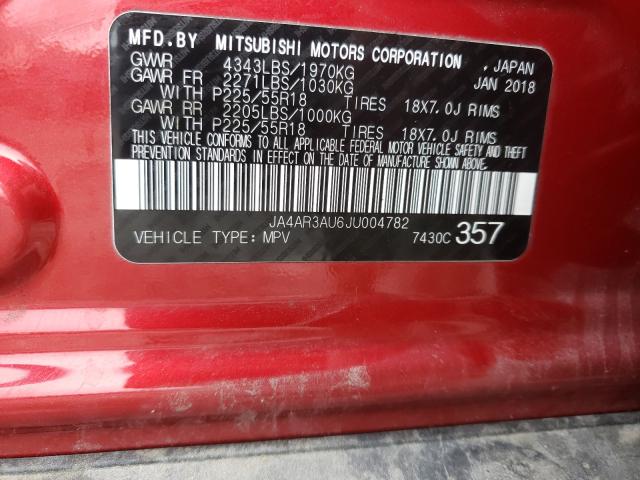 MFD.BY MITSUBISHI MOTORS CORPORATION , JAPAN
GVWR 4343LBS/1970KG JAN 2018
GAWR FR 2271LBS/1030KG
WITH P225/55R18 TIRES 18X7.0J RIMS
GAWR RR 2205LBS/1000KG
WITH P225/55R18 TIRES 18X7.0J RIMS
THIS VEHICLE CONFORMS TO ALL APPLICABLE FEDERAL MOTOR VEHICLE SAFETY AND THEFT
PREVENTION STANDARDS IN EFFECT ON THE DATE OF MANUFACTURE SHOWN ABOVE.
JA4AR3AU6JU004782
VEHICLE TYPE:MPV 7430C 357